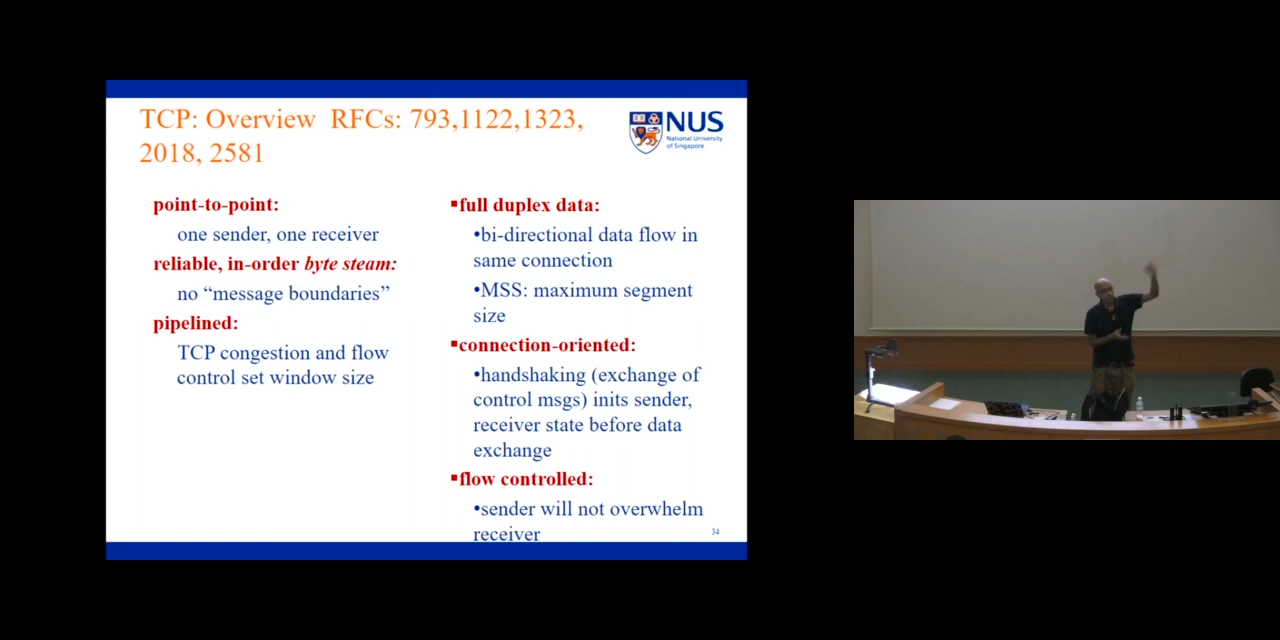 TCP: Overview RFCs: 793,1122,1323,
2018, 2581
NUS
National University
of Singapore
point-to-point:
one sender, one receiver
reliable, in-order byte steam:
no “message boundaries”
pipelined:
TCP congestion and flow
control set window size
▪full duplex data:
•bi-directional data flow in
same connection
•MSS: maximum segment
size
▪connection-oriented:
•handshaking (exchange of
control msgs) inits sender,
receiver state before data
exchange
▪flow controlled:
•sender will not overwhelm
receiver
34